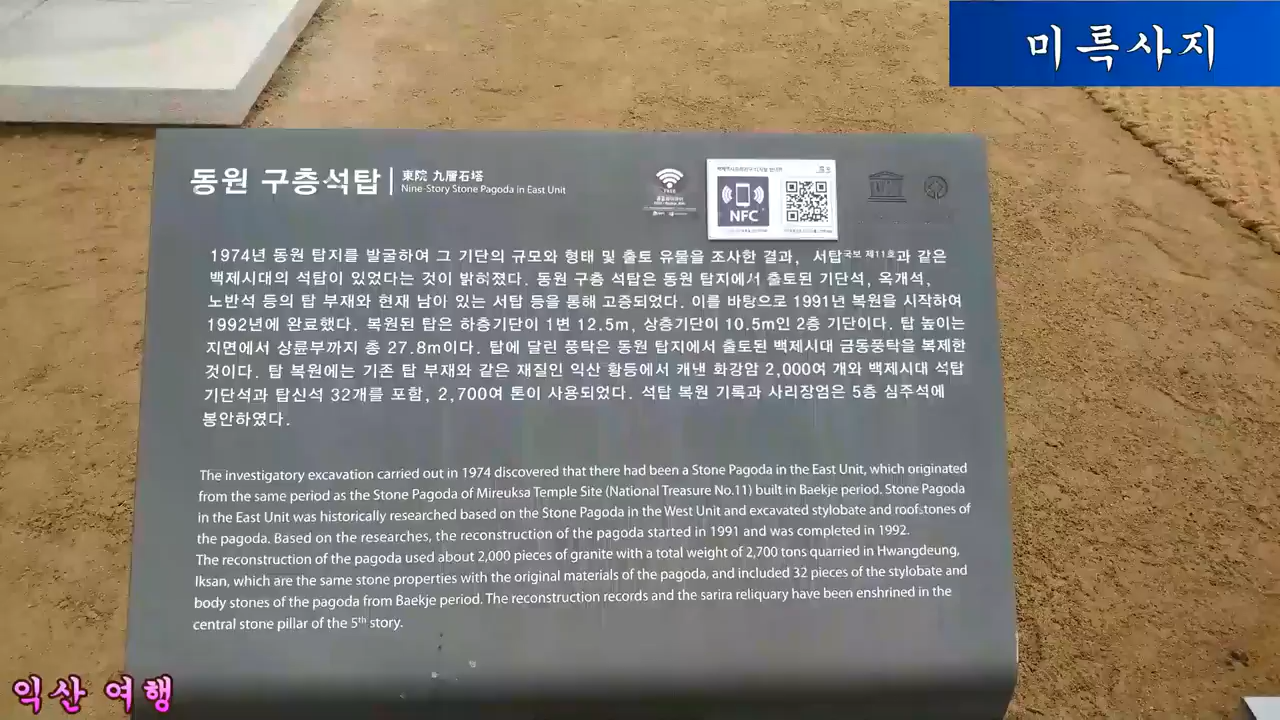 미륵사지
동원 구층석탑
東院 九層石塔
Nine-Story Stone Pagoda in East Unit
FREE
NFC
1974년 동원 탑지를 발굴하여 그 기단의 규모와 형태 및 출토 유물을 조사한 결과, 서탑국보 제11호과 같은
백제시대의 석탑이 있었다는 것이 밝혀졌다. 동원 구층 석탑은 동원 탑지에서 출토된 기단석, 옥개석,
노반석 등의 탑 부재와 현재 남아 있는 서탑 등을 통해 고증되었다. 이를 바탕으로 1991년 복원을 시작하여
1992년에 완료했다. 복원된 탑은 하층기단이 1변 12.5m, 상층기단이 10.5m인 2층 기단이다. 탑 높이는
지면에서 상륜부까지 총 27.8m이다. 탑에 달린 풍탁은 동원 탑지에서 출토된 백제시대 금동풍탁을 복제한
것이다. 탑 복원에는 기존 탑 부재와 같은 재질인 익산 황등에서 캐낸 화강암 2,000여 개와 백제시대 석탑
기단석과 탑신석 32개를 포함, 2,700여 톤이 사용되었다. 석탑 복원 기록과 사리장엄은 5층 심주석에
봉안하였다.
The investigatory excavation carried out in 1974 discovered that there had been a Stone Pagoda in the East Unit, which originated
from the same period as the Stone Pagoda of Mireuksa Temple Site (National Treasure No.11) built in Baekje period. Stone Pagoda
in the East Unit was historically researched based on the Stone Pagoda in the West Unit and excavated stylobate and roofstones of
the pagoda. Based on the researches, the reconstruction of the pagoda started in 1991 and was completed in 1992.
The reconstruction of the pagoda used about 2,000 pieces of granite with a total weight of 2,700 tons quarried in Hwangdeung,
Iksan, which are the same stone properties with the original materials of the pagoda, and included 32 pieces of the stylobate and
body stones of the pagoda from Baekje period. The reconstruction records and the sarira reliquary have been enshrined in the
central stone pillar of the 5th story.
익산 여행